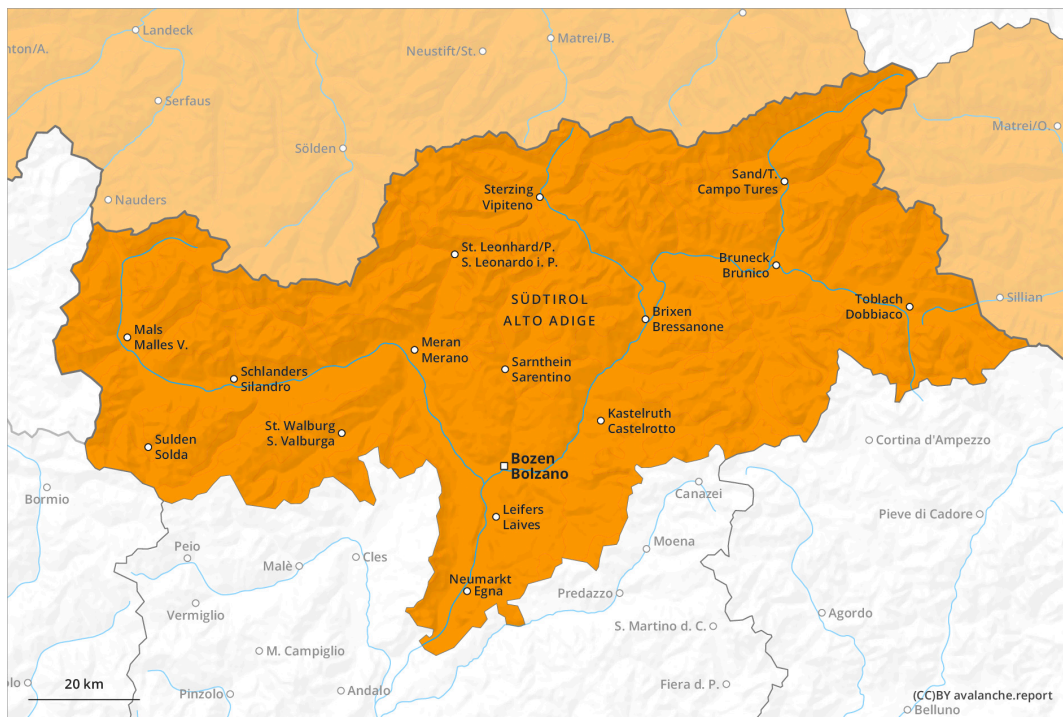 Landeck
Matrei/B.
Neustift/St.
nton/A.
Serfaus
Matrei/O.
Sölden
Sand/T.
Campo Tures
Sterzing
Vipiteno
Nauders
St. Leonhard/P.
S. Leonardo i. P.
Bruneck
Brunico
SÜDTIROL
ALTO ADIGE
Toblach
Dobbiaco
Sillian
Brixen
Bressanone
Mals
Malles V.
Meran
Merano
Sarnthein
Sarentino
Schlanders
Silandro
Kastelruth
Castelrotto
St. Walburg
S. Valburga
Sulden
Solda
Cortina d'Ampezzo
Bozen
Bolzano
Bormio
Canazei
Leifers
Laives
Pieve di Cadore
Moena
Peio
Cles
Malè
Neumarkt
Egna
Predazzo
Vermiglio
Agordo
S. Martino d. C.
M. Campiglio
olo
20 km
Pinzolo
Andalo
Fiera d. P.
(CC)BY avalanche.report
Belluno